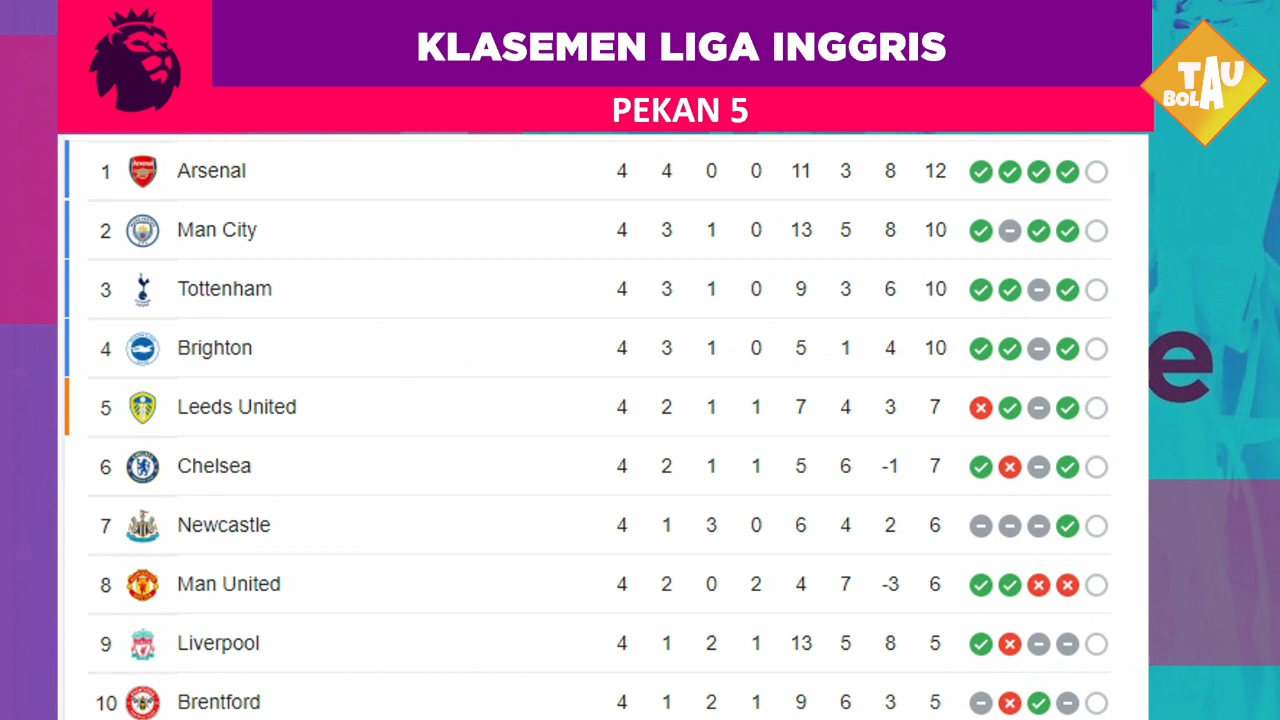 KLASEMEN LIGA INGGRIS
TAU
BOLA
PEKAN 5
1 Arsenal 4 4 0 0 11 3 8 12
2 Man City 4 3 1 0 13 5 8 10
3 Tottenham 4 3 1 0 9 3 6 10
4 Brighton 4 3 1 0 5 1 4 10
e
5 Leeds United 4 2 1 1 7 4 3 7
6 Chelsea 4 2 1 1 5 6 -1 7
7 Newcastle 4 1 3 0 6 4 2 6
8 Man United 4 2 0 2 4 7 -3 6
9 Liverpool 4 1 2 1 13 5 8 5
10 Brentford 4 1 2 1 9 6 3 5